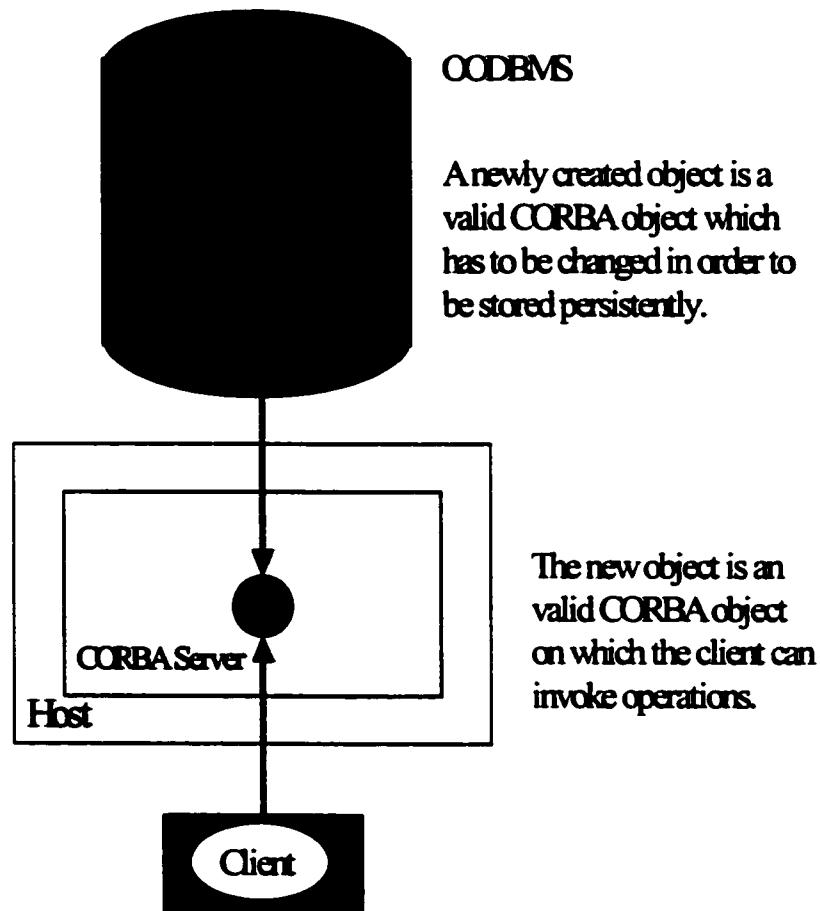 OODBMS
A newly created object is a
valid CORBA object which
has to be changed in order to
be stored persistently.
The new object is an
valid CORBA object
on which the client can
invoke operations.
CORBA Server
Host
Client